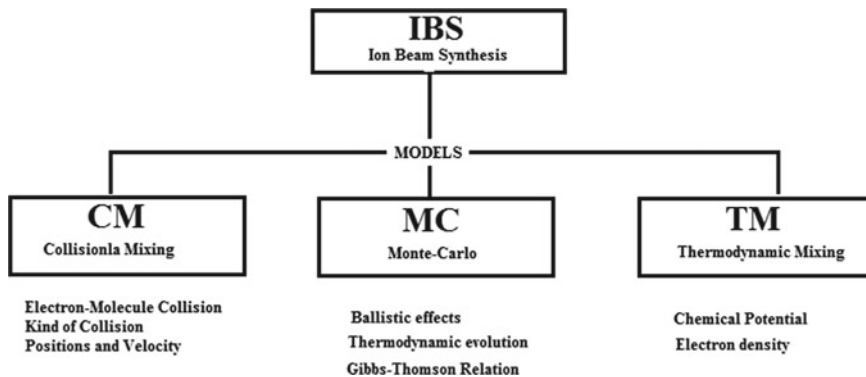 IBS
Ion Beam Synthesis
MODELS
CM
Collisionla Mixing
MC
Monte-Carlo
TM
Thermodynamic Mixing
Electron-Molecule Collision
Kind of Collision
Positions and Velocity
Ballistic effects
Thermodynamic evolution
Gibbs-Thomson Relation
Chemical Potential
Electron density